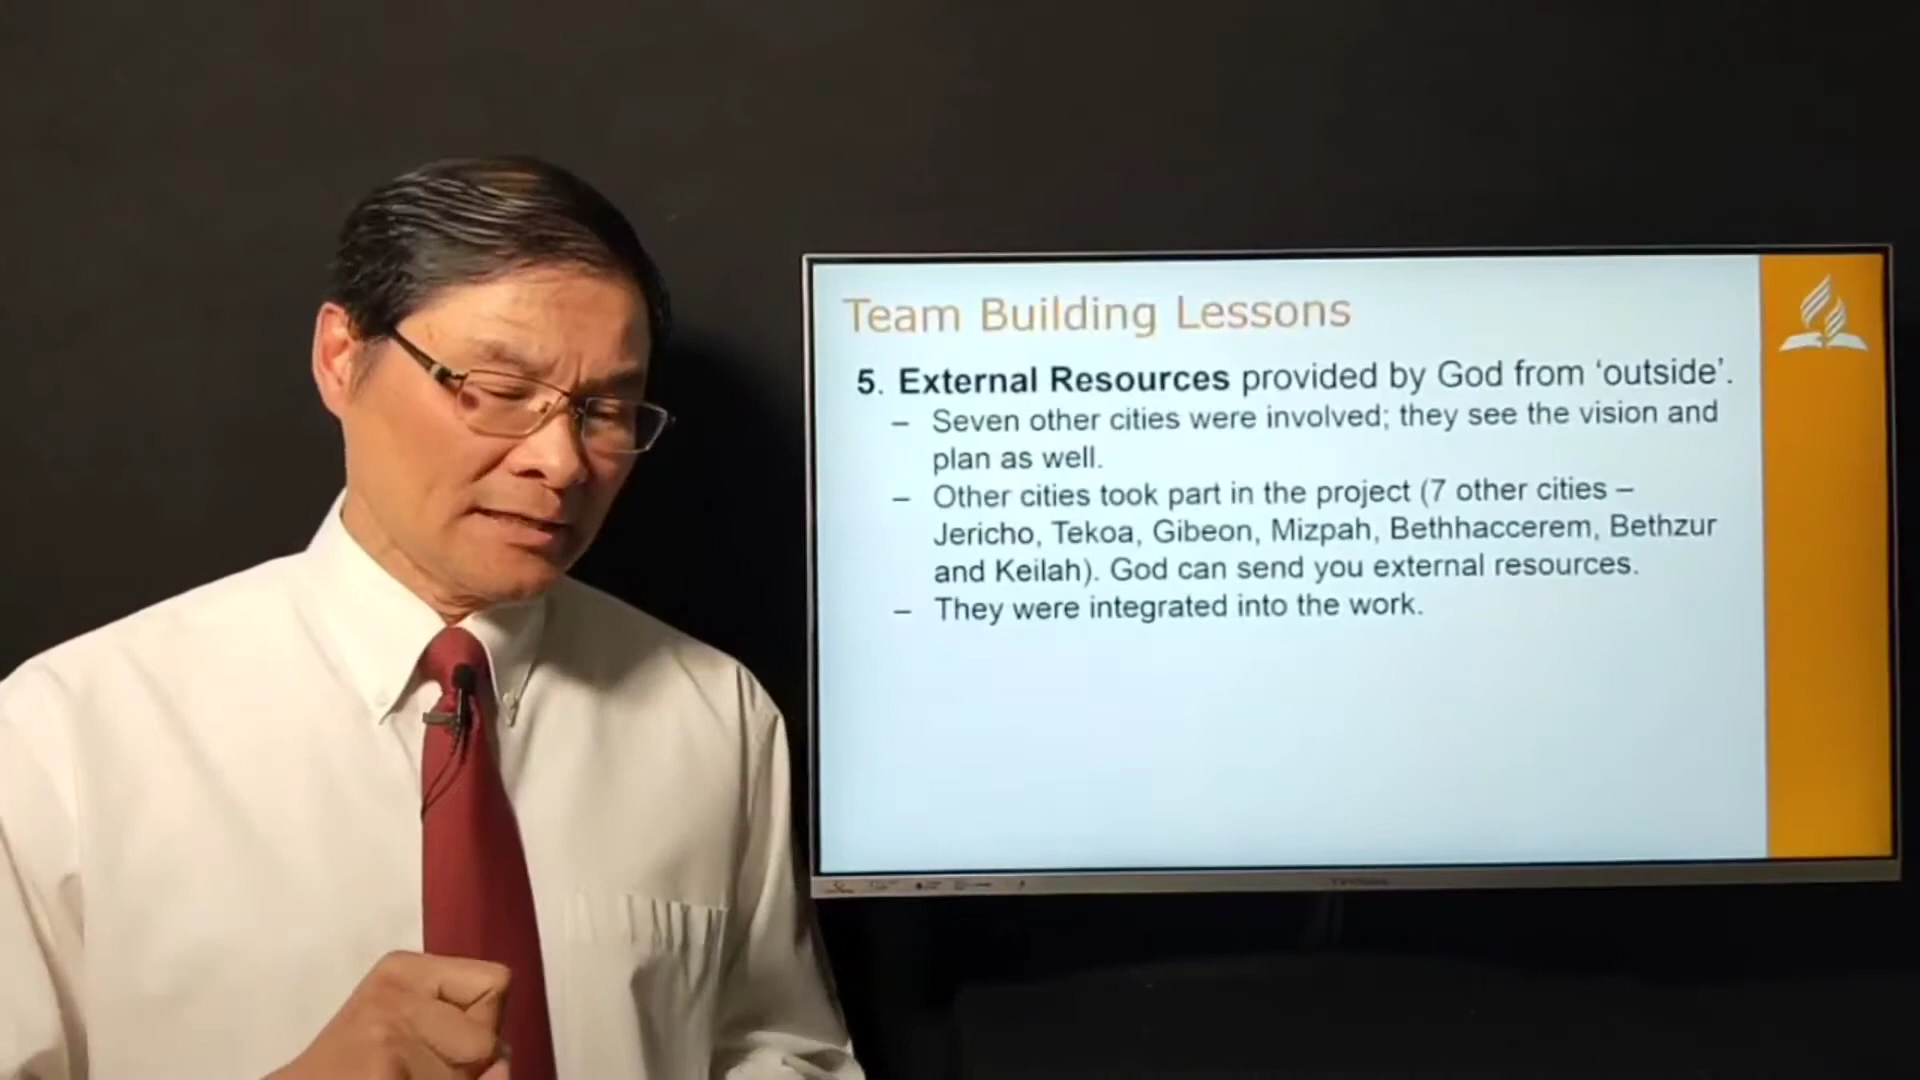 Team Building Lessons
5. External Resources provided by God from ‘outside’.
– Seven other cities were involved; they see the vision and
plan as well.
– Other cities took part in the project (7 other cities –
Jericho, Tekoa, Gibeon, Mizpah, Bethhaccerem, Bethzur
and Keilah). God can send you external resources.
– They were integrated into the work.